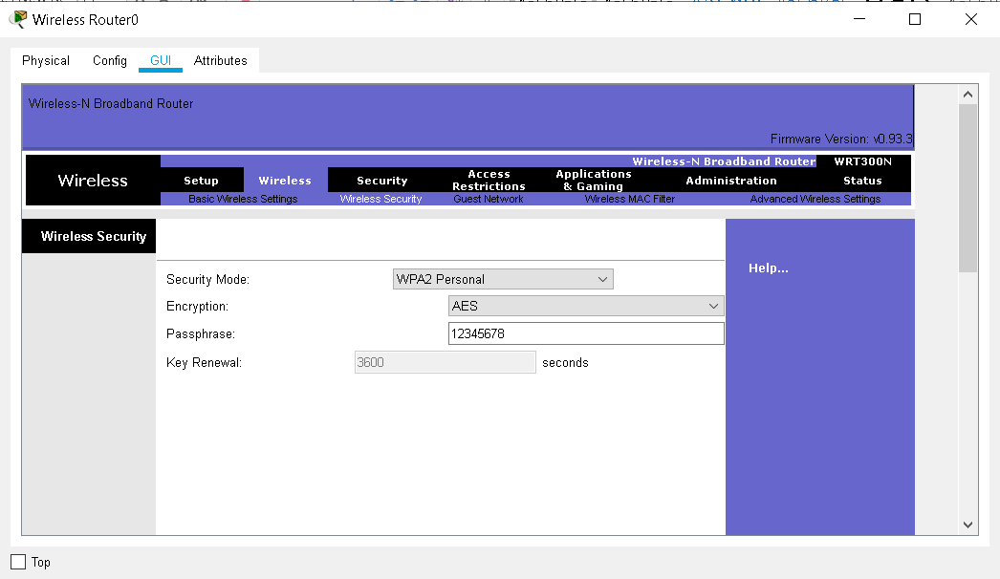 Wireless Router0
Physical Config GUI Attributes
Wireless-N Broadband Router
Firmware Version: v0.93.3
Wireless-N Broadband Router WRT300N
Wireless Setup Wireless Security Access Restrictions Applications & Gaming Administration Status
Basic Wireless Settings Wireless Security Guest Network Wireless MAC Filter Advanced Wireless Settings
Wireless Security
Help...
Security Mode: WPA2 Personal
Encryption: AES
Passphrase: 12345678
Key Renewal: 3600 seconds
Top